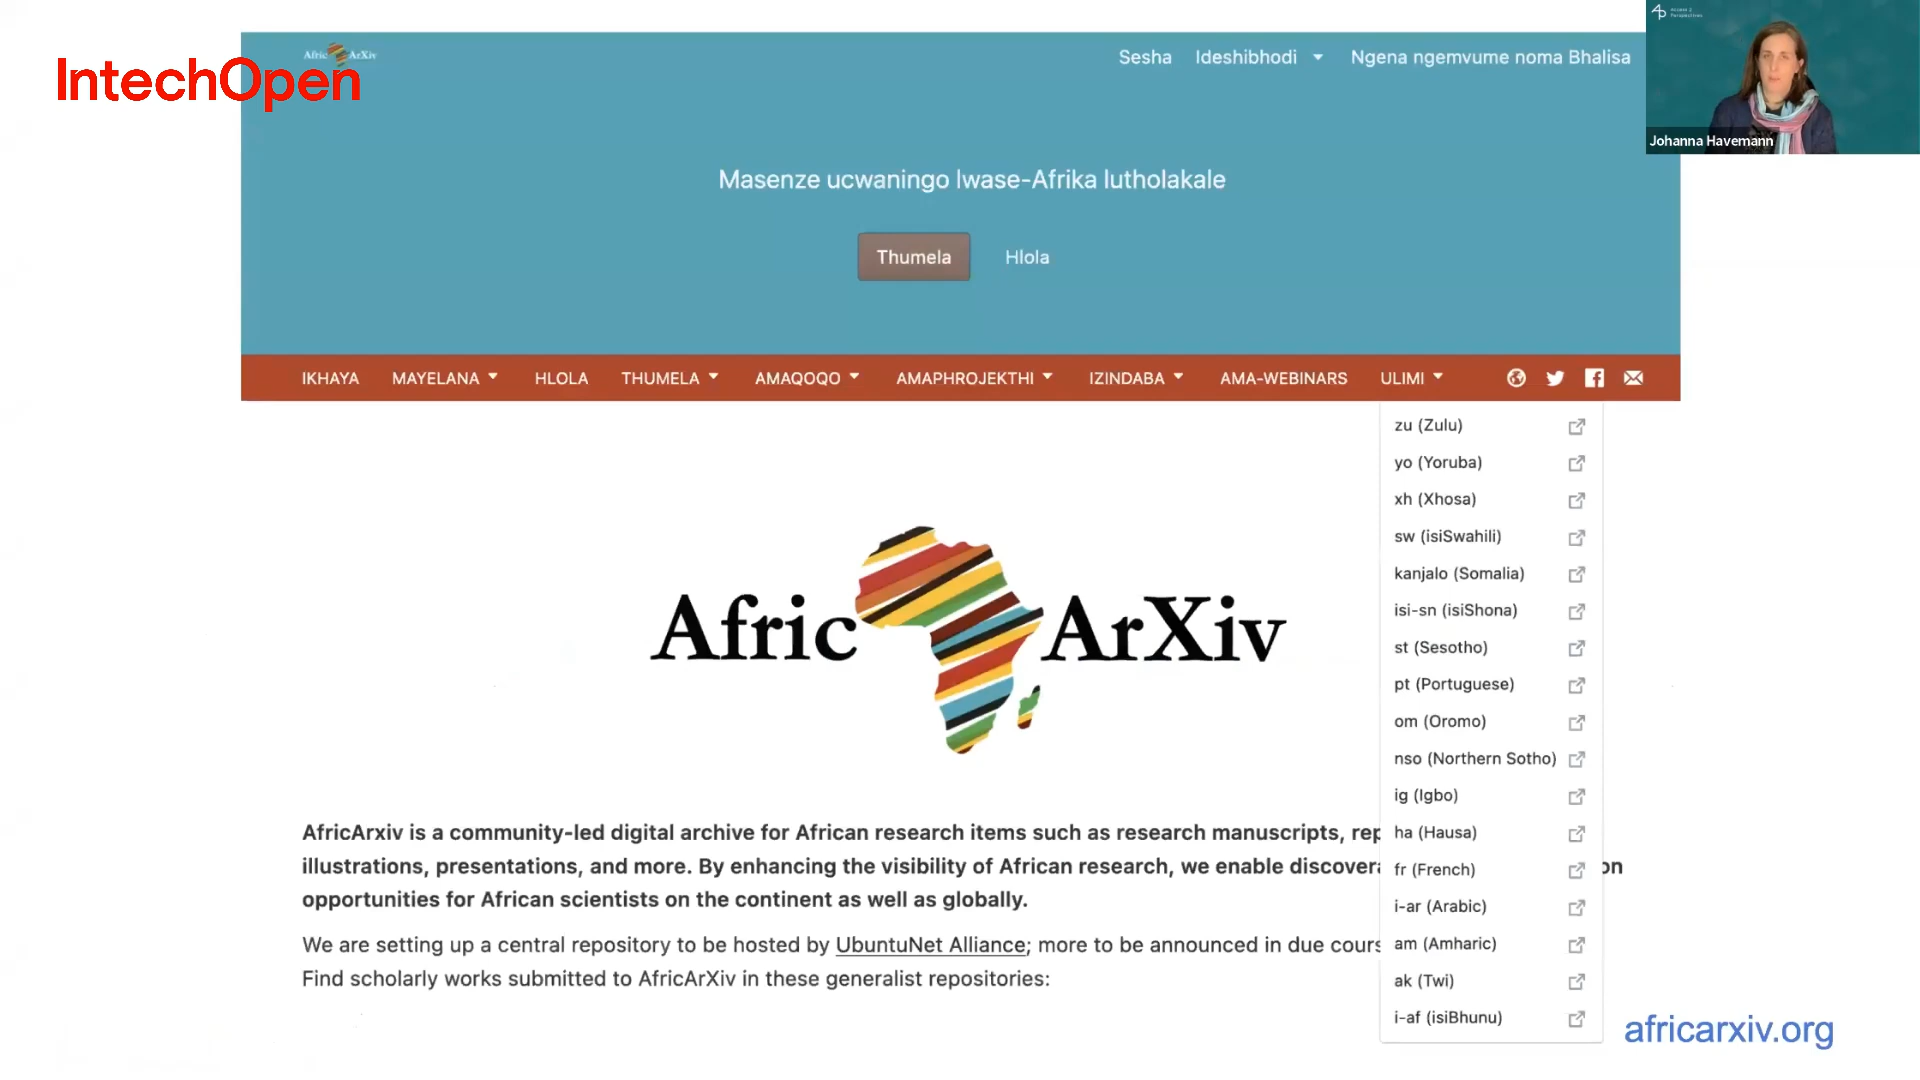 IntechOpen
Afric ArXiv
Sesha Ideshibhodi Ngena ngemvume noma Bhalisa
Access 2
Perspectives
Johanna Havemann
Masenze ucwaningo lwase-Afrika lutholakale
Thumela Hlola
IKHAYA MAYELANA HLOLA THUMELA AMAQOQO AMAPHROJEKTHI IZINDABA AMA-WEBINARS ULIMI
zu (Zulu)
yo (Yoruba)
xh (Xhosa)
sw (isiSwahili)
kanjalo (Somalia)
isi-sn (isiShona)
st (Sesotho)
pt (Portuguese)
om (Oromo)
nso (Northern Sotho)
ig (Igbo)
ha (Hausa)
fr (French)
i-ar (Arabic)
am (Amharic)
ak (Twi)
i-af (isiBhunu)
Afric ArXiv
AfricArxiv is a community-led digital archive for African research items such as research manuscripts, rep
illustrations, presentations, and more. By enhancing the visibility of African research, we enable discovera on
opportunities for African scientists on the continent as well as globally.
We are setting up a central repository to be hosted by UbuntuNet Alliance; more to be announced in due cours
Find scholarly works submitted to AfricArXiv in these generalist repositories:
africarxiv.org